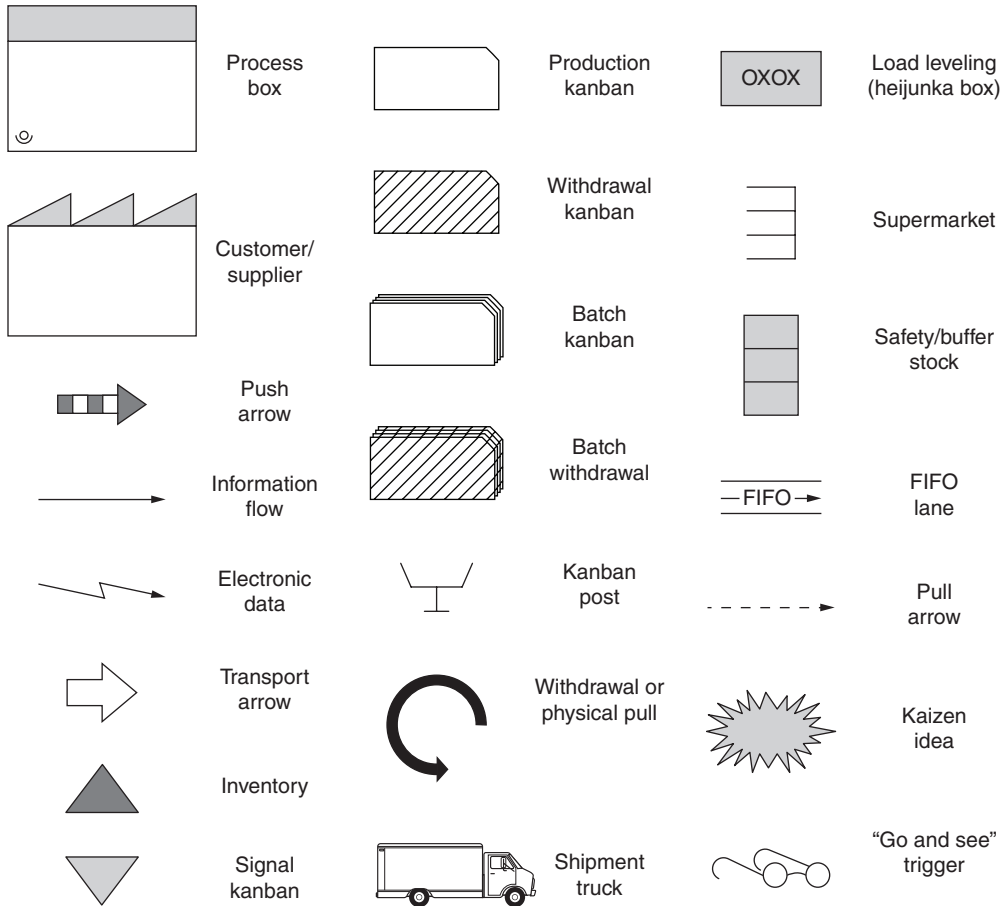 Process
box
Customer/
supplier
Push
arrow
Information
flow
Electronic
data
Transport
arrow
Inventory
Signal
kanban
Production
kanban
Withdrawal
kanban
Batch
kanban
Batch
withdrawal
Kanban
post
Withdrawal or
physical pull
Shipment
truck
OXOX
Load leveling
(heijunka box)
Supermarket
Safety/buffer
stock
FIFO
FIFO
lane
Pull
arrow
Kaizen
idea
“Go and see”
trigger